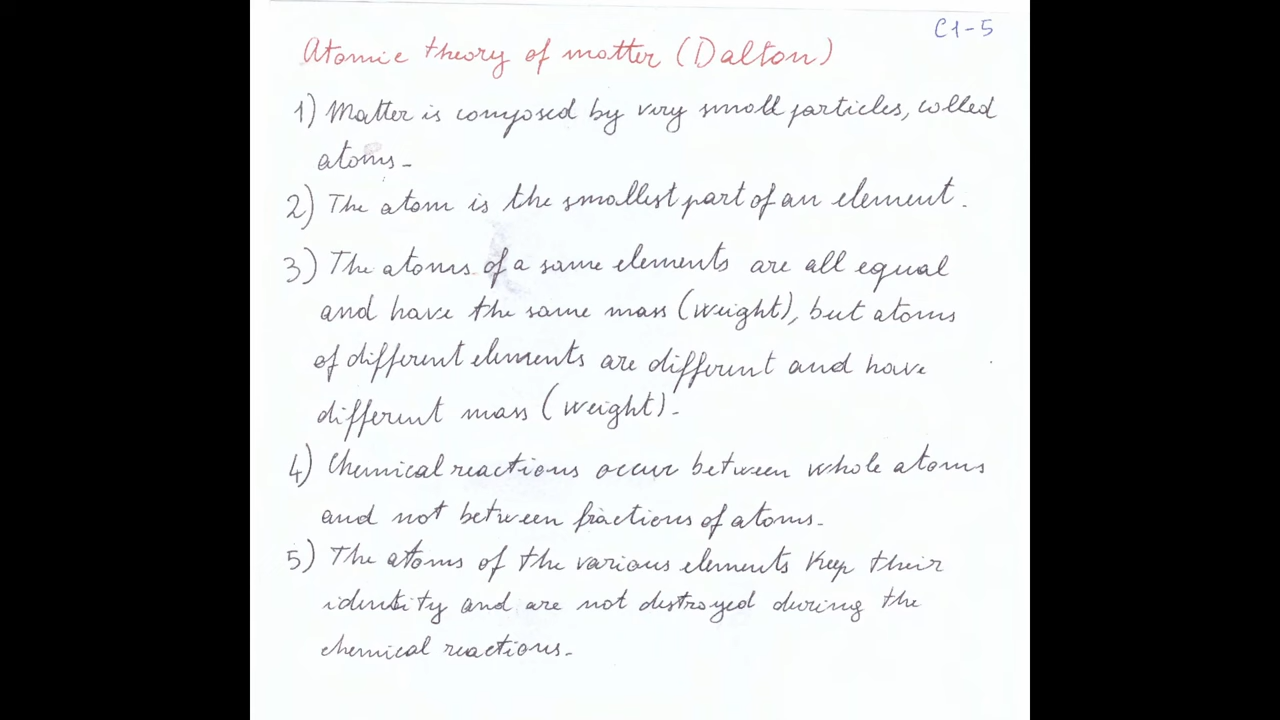 C1-5
Atomic theory of matter (Dalton)
1) Matter is composed by very small particles, called
atoms-
2) The atom is the smallest part of an element.
3) The atoms of a same elements are all equal
and have the same mass (weight), but atoms
of different elements are different and have
different mass (weight)-
4) Chemical reactions occur between whole atoms
and not between fractions of atoms-
5) The atoms of the various elements keep their
identity and are not destroyed during the
chemical reactions-